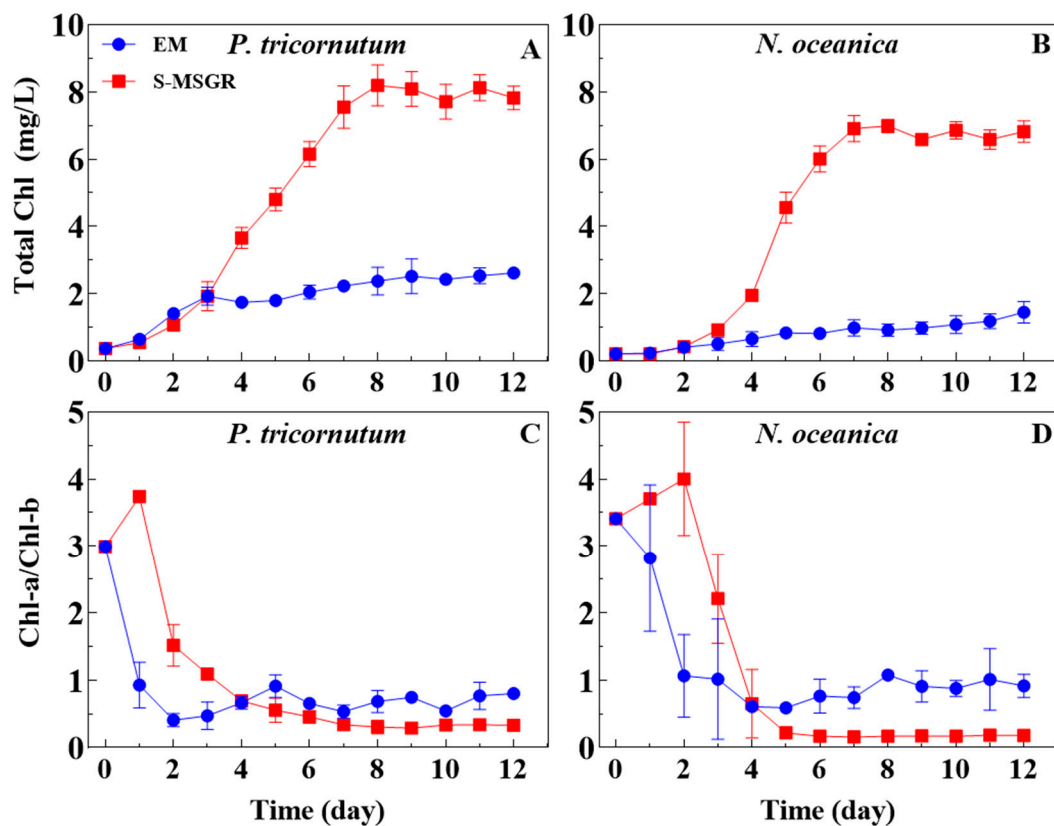 EM
S-MSGR
P. tricornutum
A
N. oceanica
B
Total Chl (mg/L)
10
8
6
4
2
0
0 2 4 6 8 10 12
10
8
6
4
2
0
0 2 4 6 8 10 12
P. tricornutum
C
N. oceanica
D
Chl-a/Chl-b
5
4
3
2
1
0
0 2 4 6 8 10 12
Time (day)
5
4
3
2
1
0
0 2 4 6 8 10 12
Time (day)